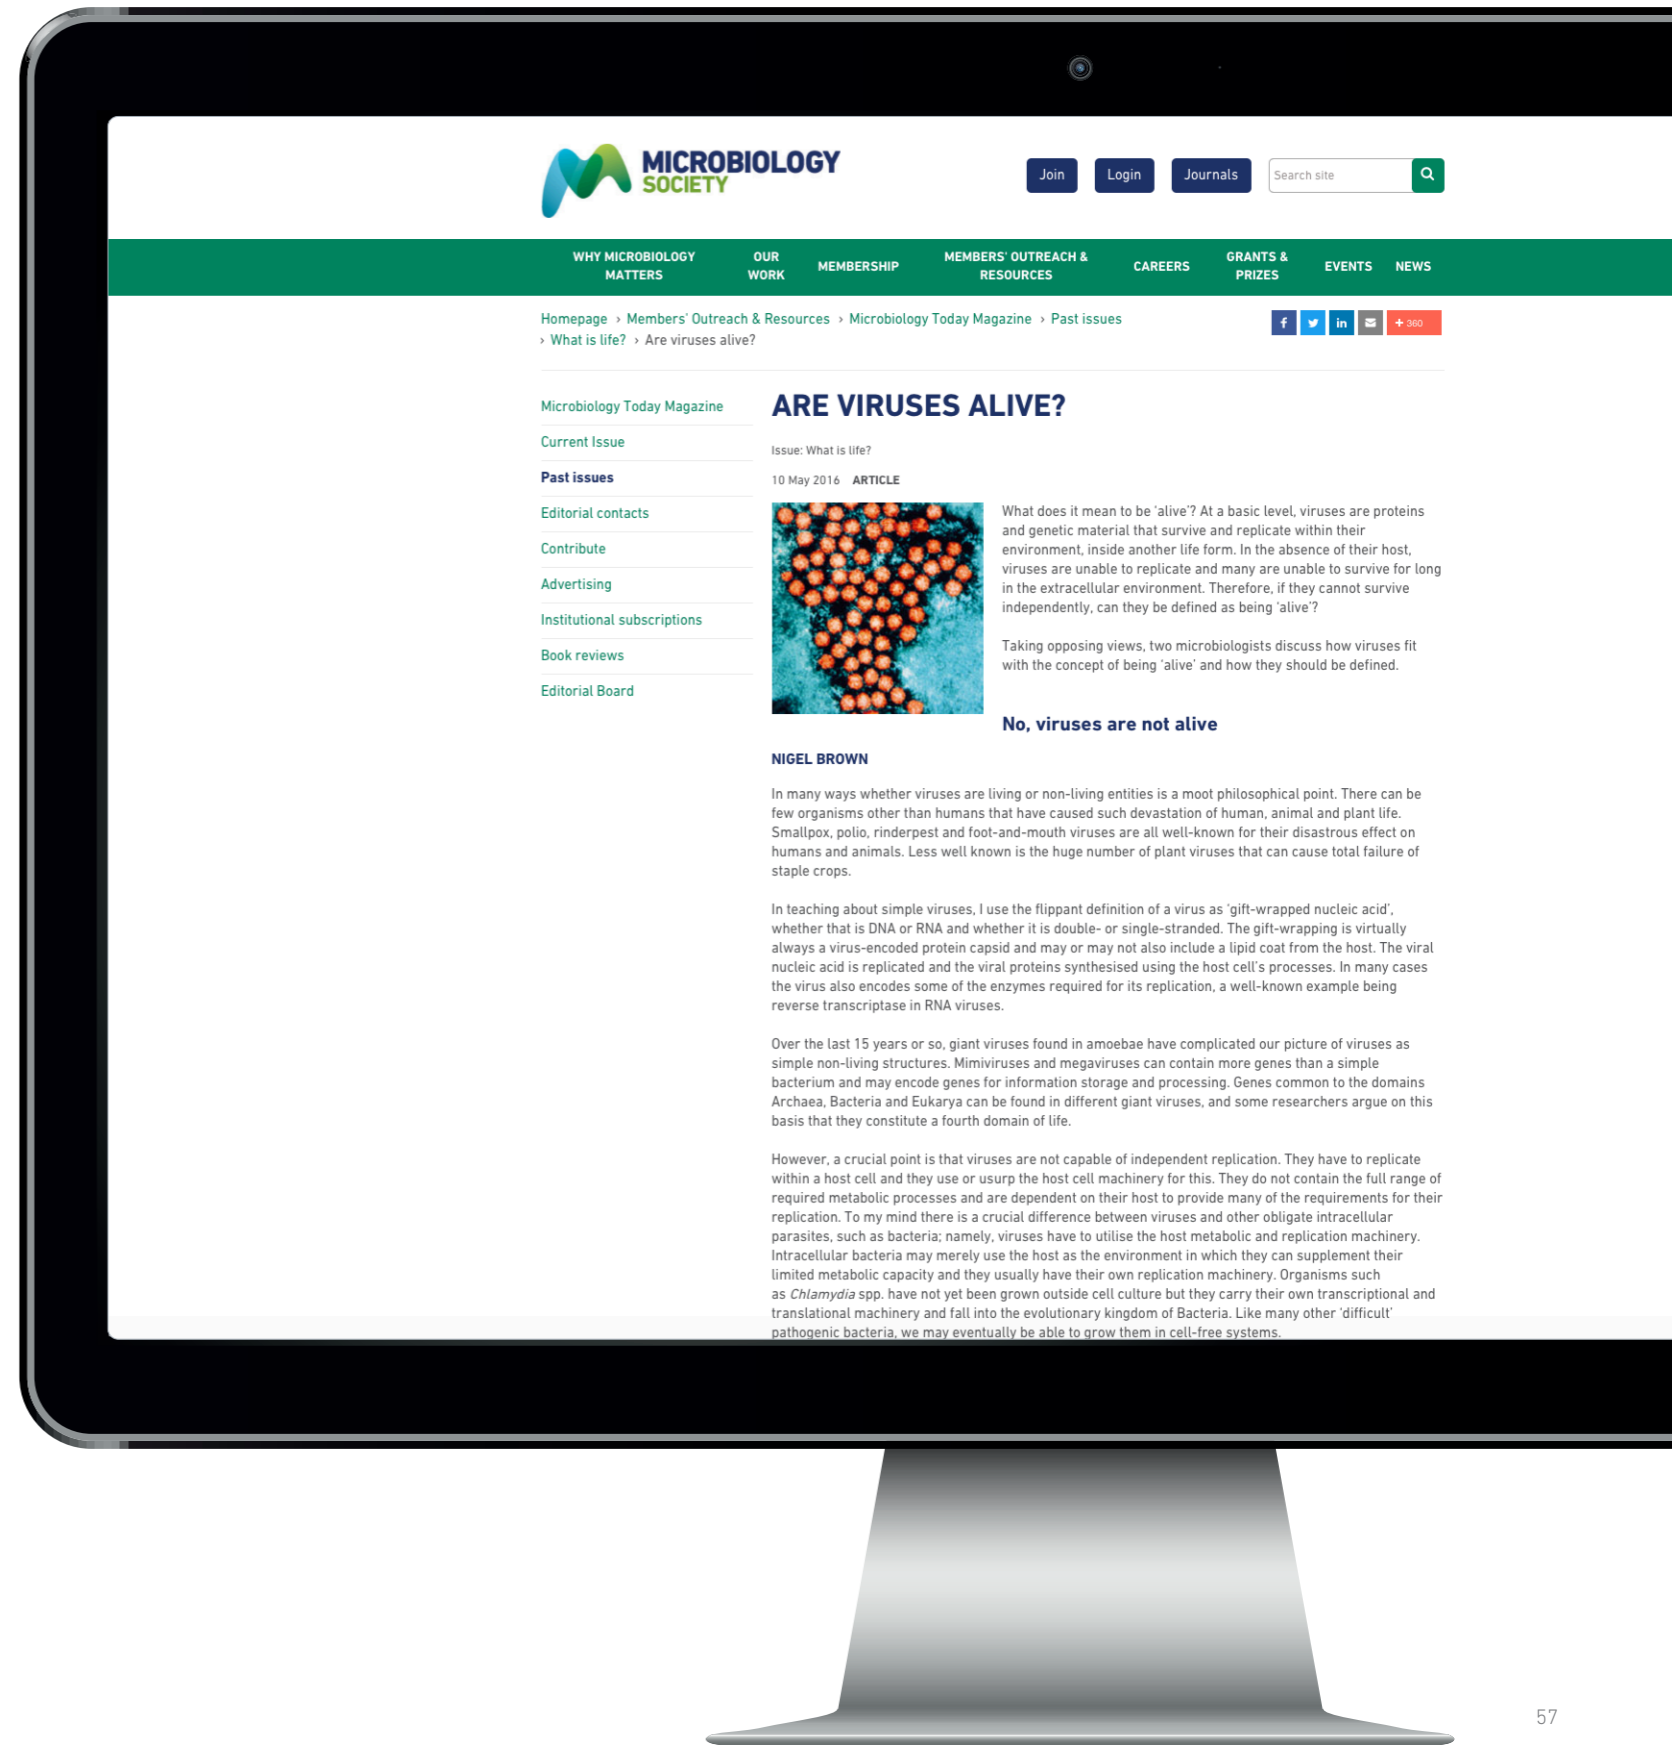 MICROBIOLOGY
SOCIETY
Join
Login
Journals
Search site
WHY MICROBIOLOGY
MATTERS
OUR
WORK
MEMBERSHIP
MEMBERS' OUTREACH &
RESOURCES
CAREERS
GRANTS &
PRIZES
EVENTS
NEWS
Homepage › Members' Outreach & Resources › Microbiology Today Magazine › Past issues
› What is life? › Are viruses alive?
f
in
+ 360
Microbiology Today Magazine
Current Issue
Past issues
Editorial contacts
Contribute
Advertising
Institutional subscriptions
Book reviews
Editorial Board
ARE VIRUSES ALIVE?
Issue: What is life?
10 May 2016 ARTICLE
What does it mean to be ‘alive’? At a basic level, viruses are proteins
and genetic material that survive and replicate within their
environment, inside another life form. In the absence of their host,
viruses are unable to replicate and many are unable to survive for long
in the extracellular environment. Therefore, if they cannot survive
independently, can they be defined as being ‘alive’?
Taking opposing views, two microbiologists discuss how viruses fit
with the concept of being ‘alive’ and how they should be defined.
No, viruses are not alive
NIGEL BROWN
In many ways whether viruses are living or non-living entities is a moot philosophical point. There can be
few organisms other than humans that have caused such devastation of human, animal and plant life.
Smallpox, polio, rinderpest and foot-and-mouth viruses are all well-known for their disastrous effect on
humans and animals. Less well known is the huge number of plant viruses that can cause total failure of
staple crops.
In teaching about simple viruses, I use the flippant definition of a virus as ‘gift-wrapped nucleic acid’,
whether that is DNA or RNA and whether it is double- or single-stranded. The gift-wrapping is virtually
always a virus-encoded protein capsid and may or may not also include a lipid coat from the host. The viral
nucleic acid is replicated and the viral proteins synthesised using the host cell’s processes. In many cases
the virus also encodes some of the enzymes required for its replication, a well-known example being
reverse transcriptase in RNA viruses.
Over the last 15 years or so, giant viruses found in amoebae have complicated our picture of viruses as
simple non-living structures. Mimiviruses and megaviruses can contain more genes than a simple
bacterium and may encode genes for information storage and processing. Genes common to the domains
Archaea, Bacteria and Eukarya can be found in different giant viruses, and some researchers argue on this
basis that they constitute a fourth domain of life.
However, a crucial point is that viruses are not capable of independent replication. They have to replicate
within a host cell and they use or usurp the host cell machinery for this. They do not contain the full range of
required metabolic processes and are dependent on their host to provide many of the requirements for their
replication. To my mind there is a crucial difference between viruses and other obligate intracellular
parasites, such as bacteria; namely, viruses have to utilise the host metabolic and replication machinery.
Intracellular bacteria may merely use the host as the environment in which they can supplement their
limited metabolic capacity and they usually have their own replication machinery. Organisms such
as Chlamydia spp. have not yet been grown outside cell culture but they carry their own transcriptional and
translational machinery and fall into the evolutionary kingdom of Bacteria. Like many other ‘difficult’
pathogenic bacteria, we may eventually be able to grow them in cell-free systems.
57